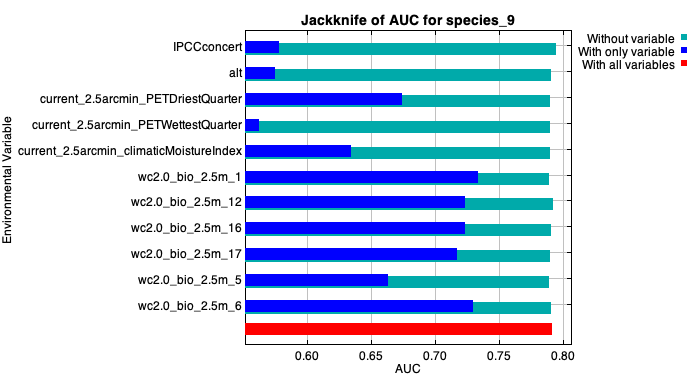 Jackknife of AUC for species_9
Without variable
With only variable
With all variables
Environmental Variable
IPCCconcert
alt
current_2.5arcmin_PETDriestQuarter
current_2.5arcmin_PETWettestQuarter
current_2.5arcmin_climaticMoistureIndex
wc2.0_bio_2.5m_1
wc2.0_bio_2.5m_12
wc2.0_bio_2.5m_16
wc2.0_bio_2.5m_17
wc2.0_bio_2.5m_5
wc2.0_bio_2.5m_6
0.60 0.65 0.70 0.75 0.80
AUC